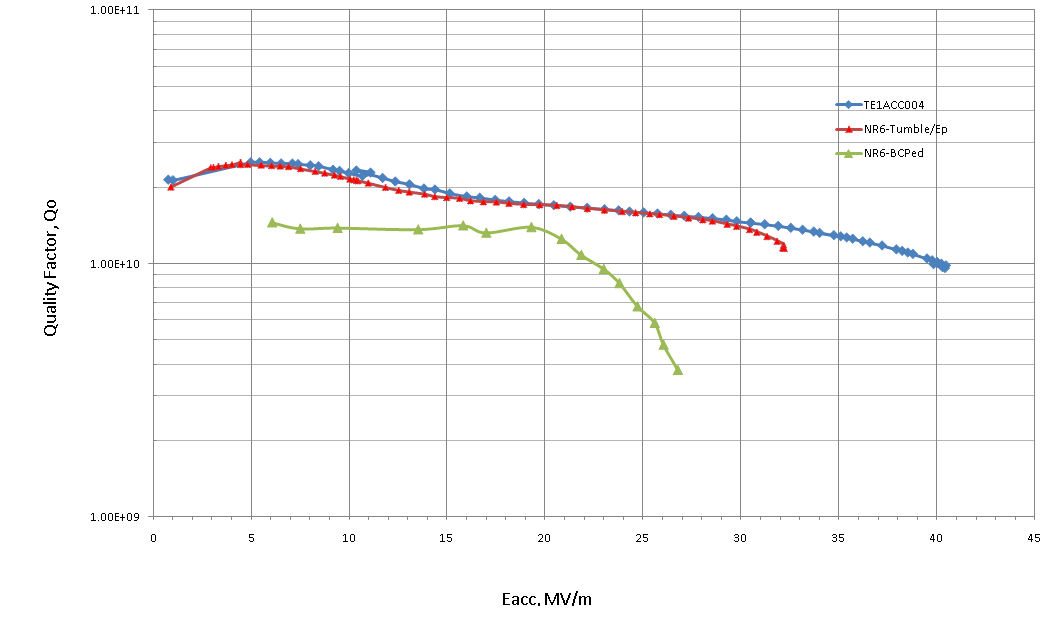 1.00E+11
TE1ACC004
NR6-Tumble/Ep
NR6-BCPed
Quality Factor, Qo
1.00E+10
1.00E+09
0 5 10 15 20 25 30 35 40 45
Eacc, MV/m